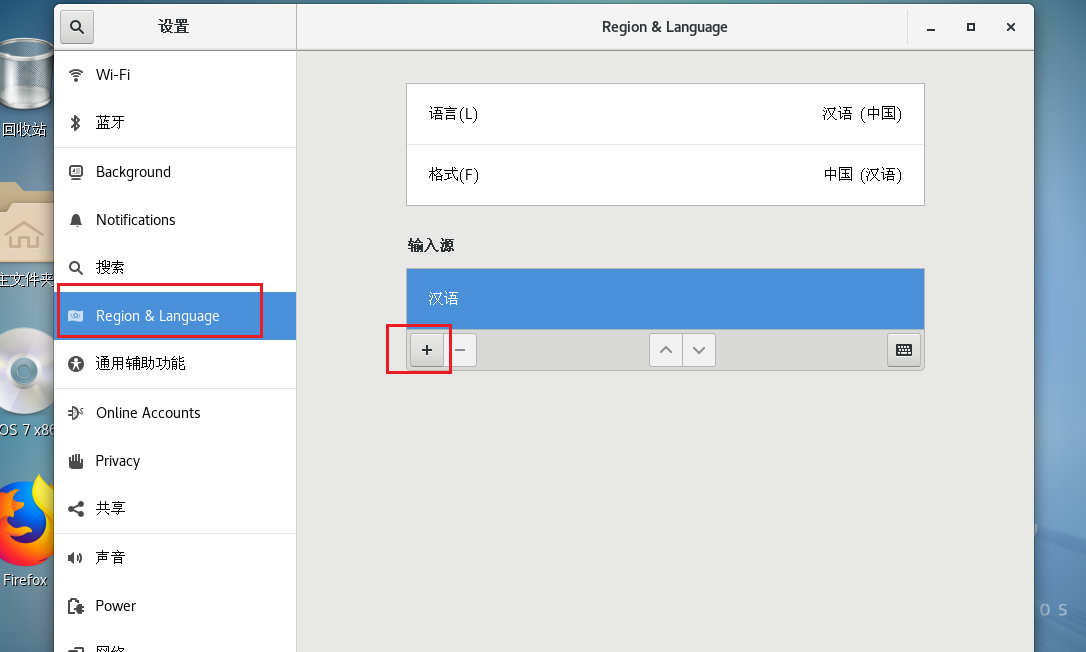 设置
Region & Language
Wi-Fi
蓝牙
Background
Notifications
搜索
Region & Language
通用辅助功能
Online Accounts
Privacy
共享
声音
Power
网络
语言(L) 汉语 (中国)
格式(F) 中国 (汉语)
输入源
汉语
回收站
主文件夹
OS 7 x86
Firefox
OS